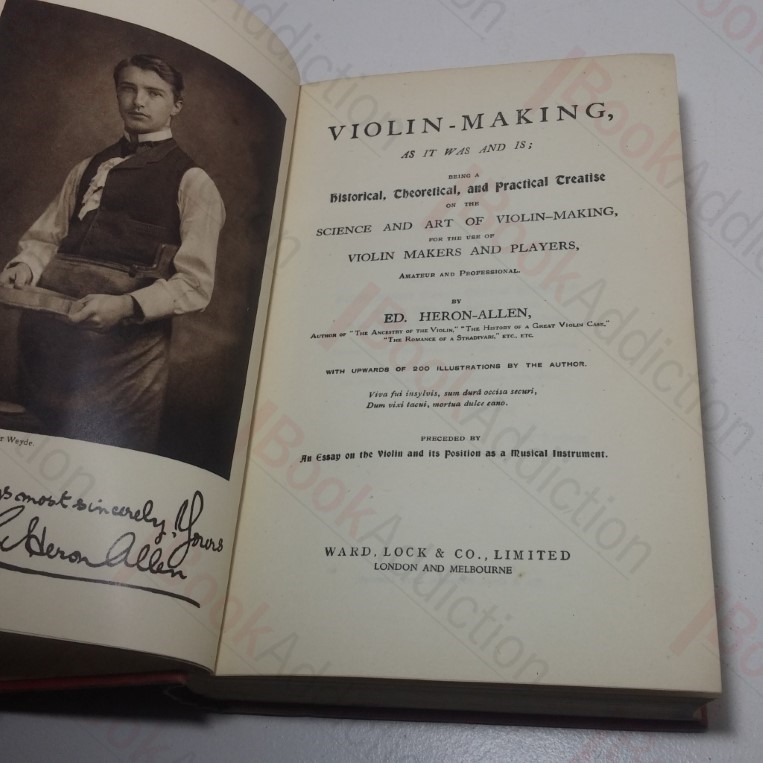 VIOLIN-MAKING,
AS IT WAS AND IS;
BEING A
Historical, Theoretical, and Practical Treatise
ON THE
SCIENCE AND ART OF VIOLIN-MAKING,
FOR THE USE OF
VIOLIN MAKERS AND PLAYERS,
AMATEUR AND PROFESSIONAL.
BY
ED. HERON-ALLEN,
AUTHOR OF "THE ANCESTRY OF THE VIOLIN," "THE HISTORY OF A GREAT VIOLIN CASE,"
"THE ROMANCE OF A STRADIVARI," ETC. ETC.
WITH UPWARDS OF 200 ILLUSTRATIONS BY THE AUTHOR.
Viva fui insylvis, sum durâ occisa securi,
Dum vixi tacui, mortua dulce cano.
PRECEDED BY
An Essay on the Violin and its Position as a Musical Instrument.
WARD, LOCK & CO., LIMITED
LONDON AND MELBOURNE
Weyde
most sincerely, Yours
Heron Allen
BookAddiction